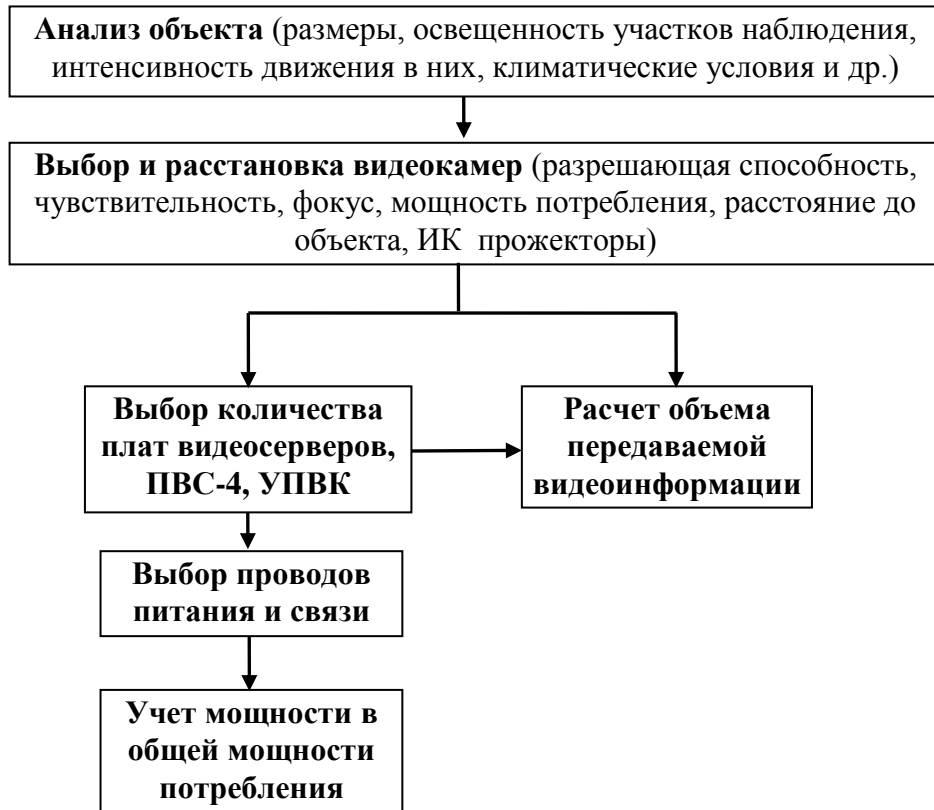 Анализ объекта (размеры, освещенность участков наблюдения,
интенсивность движения в них, климатические условия и др.)
Выбор и расстановка видеокамер (разрешающая способность,
чувствительность, фокус, мощность потребления, расстояние до
объекта, ИК прожекторы)
Выбор количества
плат видеосерверов,
ПВС-4, УПВК
Расчет объема
передаваемой
видеоинформации
Выбор проводов
питания и связи
Учет мощности в
общей мощности
потребления